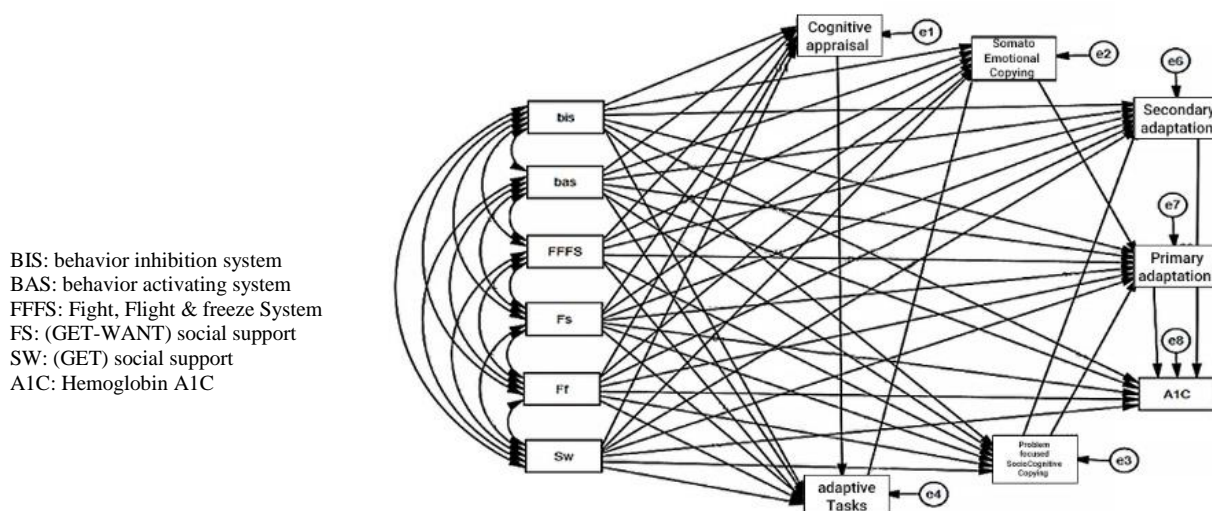 BIS: behavior inhibition system
BAS: behavior activating system
FFFS: Fight, Flight & freeze System
FS: (GET-WANT) social support
SW: (GET) social support
A1C: Hemoglobin A1C
bis
bas
FFFS
Fs
Ff
Sw
Cognitive
appraisal
e1
Somato
Emotional
Copying
e2
e6
Secondary
adaptation
e7
Primary
adaptation
e8
A1C
Problem
focused
SocioCognitive
Copying
e3
adaptive
Tasks
e4